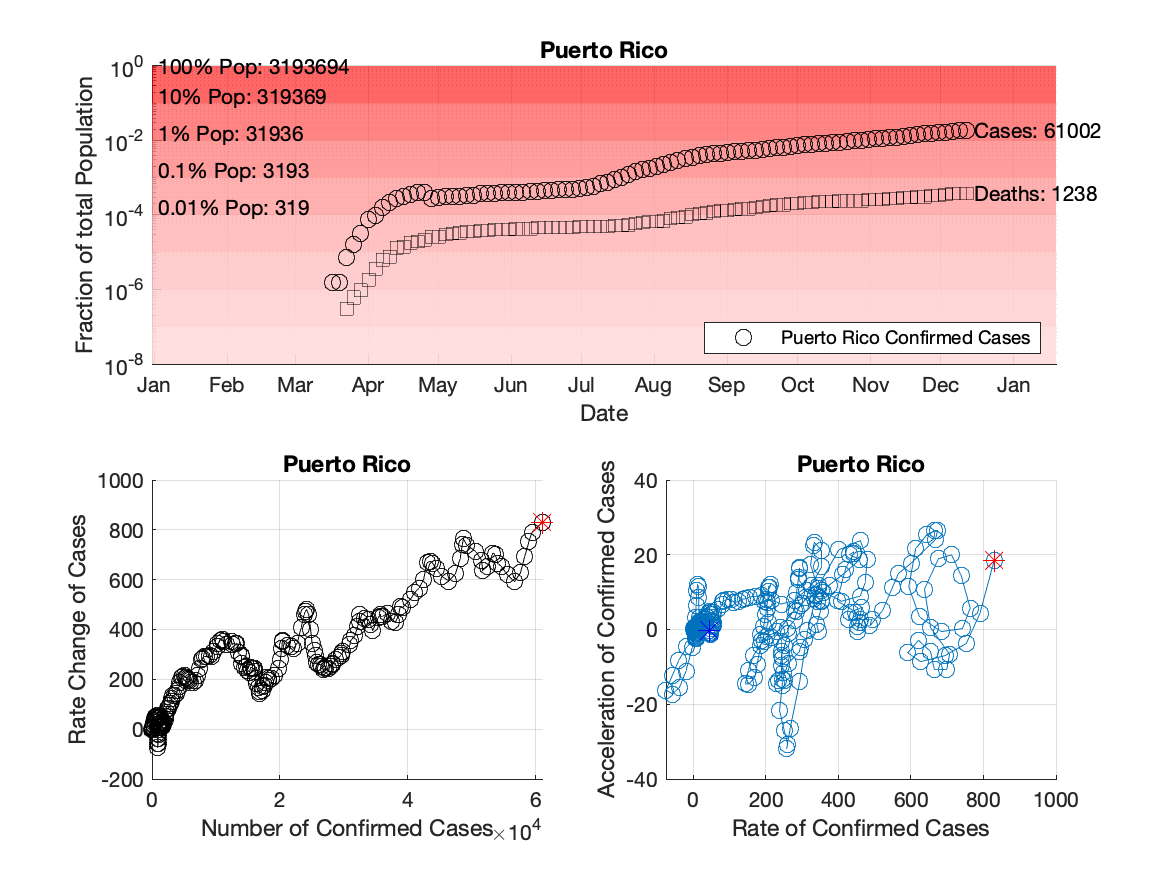 Puerto Rico
10^0
10^-2
10^-4
10^-6
10^-8
Fraction of total Population
100% Pop: 3193694
10% Pop: 319369
1% Pop: 31936
0.1% Pop: 3193
0.01% Pop: 319
Cases: 61002
Deaths: 1238
Puerto Rico Confirmed Cases
Jan Feb Mar Apr May Jun Jul Aug Sep Oct Nov Dec Jan
Date
Puerto Rico
1000
800
600
400
200
0
-200
Rate Change of Cases
0 2 4 6
Number of Confirmed Cases ×10^4
Puerto Rico
40
20
0
-20
-40
Acceleration of Confirmed Cases
0 200 400 600 800 1000
Rate of Confirmed Cases